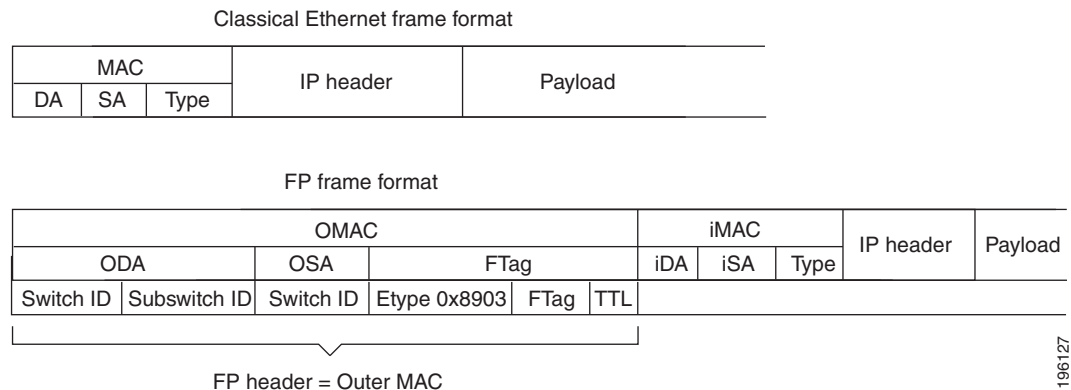 Classical Ethernet frame format
MAC
IP header
Payload
DA SA Type
FP frame format
OMAC iMAC
IP header Payload
ODA OSA FTag iDA iSA Type
Switch ID Subswitch ID Switch ID Etype 0x8903 FTag TTL
FP header = Outer MAC
196127